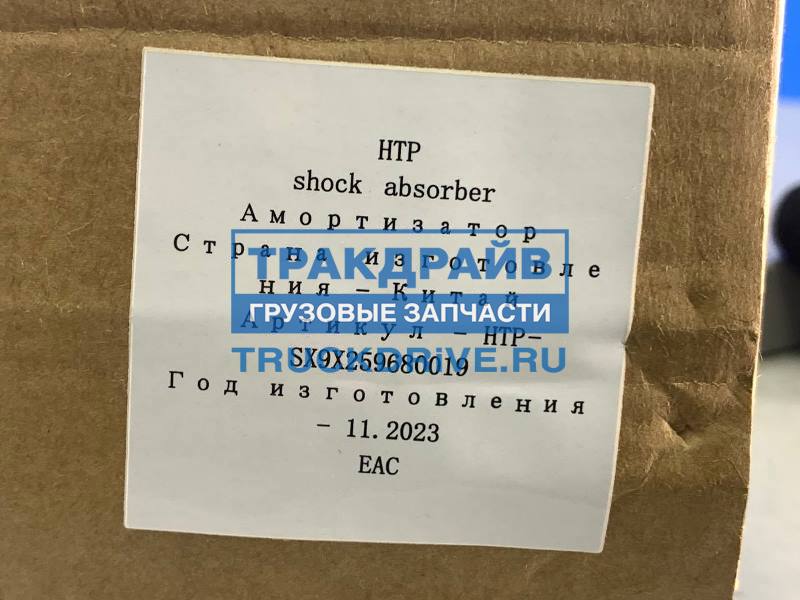 HTP
shock absorber
Амортизатор
Страна изготовле
ния - Китай
Артикул - HTP-
SX9X259680019
Год изготовления
- 11.2023
EAC
ТРАКДРАЙВ
ГРУЗОВЫЕ ЗАПЧАСТИ
TRUCKDRIVE.RU